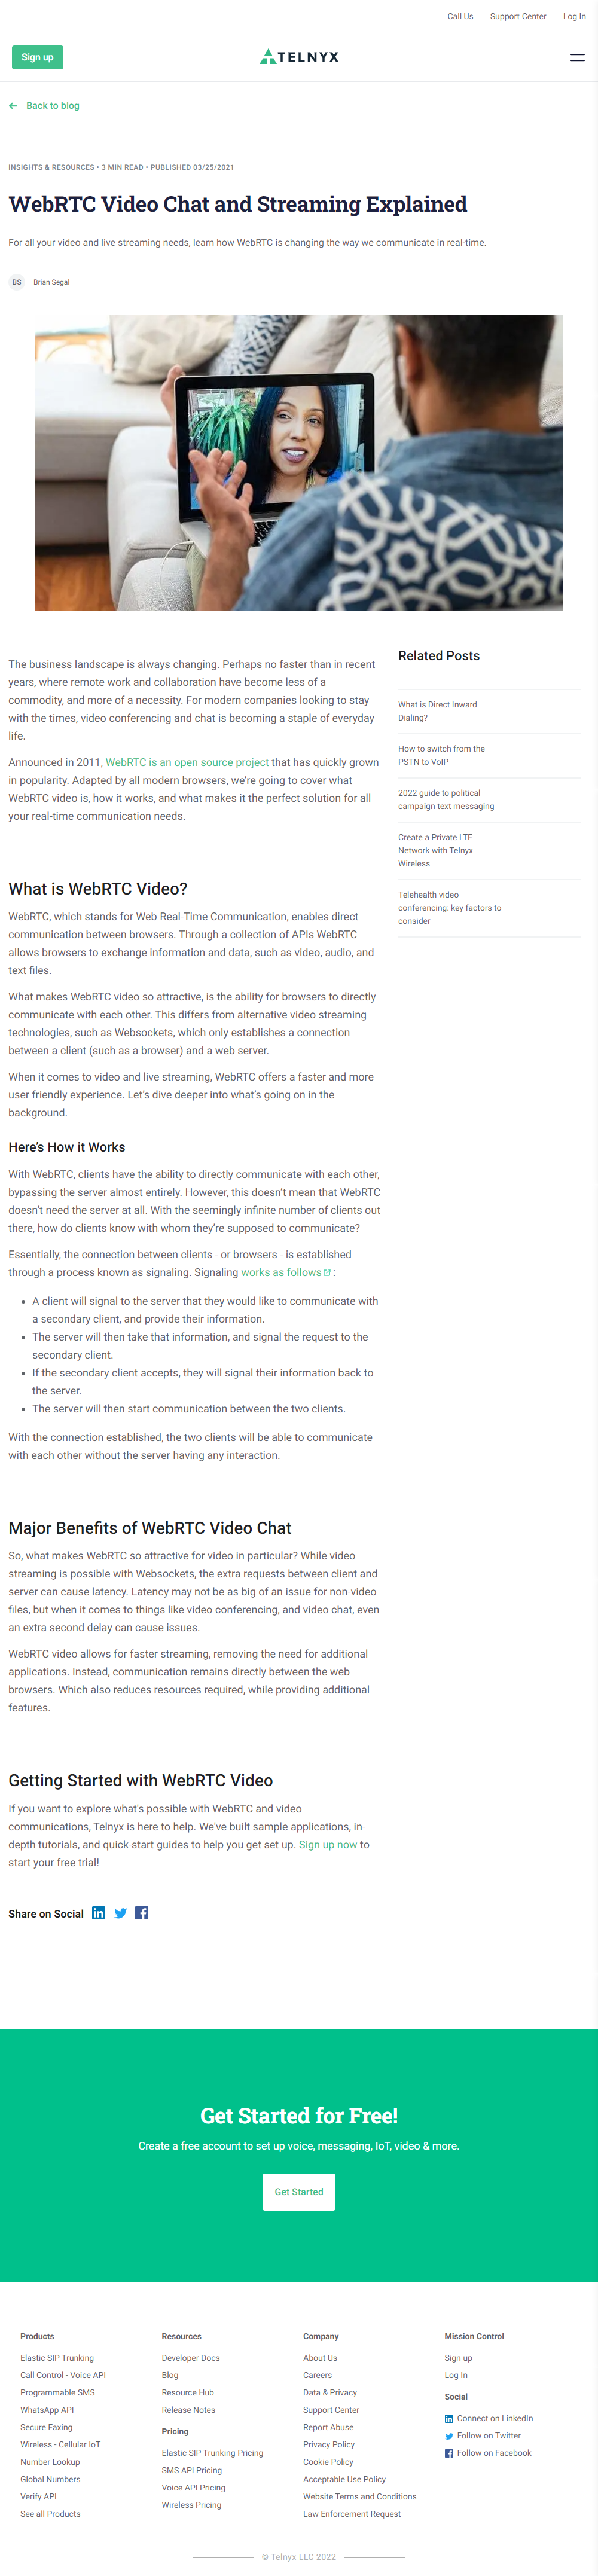 Call Us Support Center Log In
Sign up
TELNYX
Back to blog
INSIGHTS & RESOURCES • 3 MIN READ • PUBLISHED 03/25/2021
WebRTC Video Chat and Streaming Explained
For all your video and live streaming needs, learn how WebRTC is changing the way we communicate in real-time.
BS Brian Segal
The business landscape is always changing. Perhaps no faster than in recent
years, where remote work and collaboration have become less of a
commodity, and more of a necessity. For modern companies looking to stay
with the times, video conferencing and chat is becoming a staple of everyday
life.
Announced in 2011, WebRTC is an open source project that has quickly grown
in popularity. Adapted by all modern browsers, we're going to cover what
WebRTC video is, how it works, and what makes it the perfect solution for all
your real-time communication needs.
What is WebRTC Video?
WebRTC, which stands for Web Real-Time Communication, enables direct
communication between browsers. Through a collection of APIs WebRTC
allows browsers to exchange information and data, such as video, audio, and
text files.
What makes WebRTC video so attractive, is the ability for browsers to directly
communicate with each other. This differs from alternative video streaming
technologies, such as Websockets, which only establishes a connection
between a client (such as a browser) and a web server.
When it comes to video and live streaming, WebRTC offers a faster and more
user friendly experience. Let's dive deeper into what's going on in the
background.
Here's How it Works
With WebRTC, clients have the ability to directly communicate with each other,
bypassing the server almost entirely. However, this doesn't mean that WebRTC
doesn't need the server at all. With the seemingly infinite number of clients out
there, how do clients know with whom they're supposed to communicate?
Essentially, the connection between clients - or browsers - is established
through a process known as signaling. Signaling works as follows :
• A client will signal to the server that they would like to communicate with
a secondary client, and provide their information.
• The server will then take that information, and signal the request to the
secondary client.
• If the secondary client accepts, they will signal their information back to
the server.
• The server will then start communication between the two clients.
With the connection established, the two clients will be able to communicate
with each other without the server having any interaction.
Major Benefits of WebRTC Video Chat
So, what makes WebRTC so attractive for video in particular? While video
streaming is possible with Websockets, the extra requests between client and
server can cause latency. Latency may not be as big of an issue for non-video
files, but when it comes to things like video conferencing, and video chat, even
an extra second delay can cause issues.
WebRTC video allows for faster streaming, removing the need for additional
applications. Instead, communication remains directly between the web
browsers. Which also reduces resources required, while providing additional
features.
Getting Started with WebRTC Video
If you want to explore what's possible with WebRTC and video
communications, Telnyx is here to help. We've built sample applications, in-
depth tutorials, and quick-start guides to help you get set up. Sign up now to
start your free trial!
Share on Social
Related Posts
What is Direct Inward
Dialing?
How to switch from the
PSTN to VoIP
2022 guide to political
campaign text messaging
Create a Private LTE
Network with Telnyx
Wireless
Telehealth video
conferencing: key factors to
consider
Get Started for Free!
Create a free account to set up voice, messaging, IoT, video & more.
Get Started
Products
Elastic SIP Trunking
Call Control - Voice API
Programmable SMS
WhatsApp API
Secure Faxing
Wireless - Cellular IoT
Number Lookup
Global Numbers
Verify API
See all Products
Resources
Developer Docs
Blog
Resource Hub
Release Notes
Pricing
Elastic SIP Trunking Pricing
SMS API Pricing
Voice API Pricing
Wireless Pricing
Company
About Us
Careers
Data & Privacy
Support Center
Report Abuse
Privacy Policy
Cookie Policy
Acceptable Use Policy
Website Terms and Conditions
Law Enforcement Request
Mission Control
Sign up
Log In
Social
Connect on LinkedIn
Follow on Twitter
Follow on Facebook
© Telnyx LLC 2022